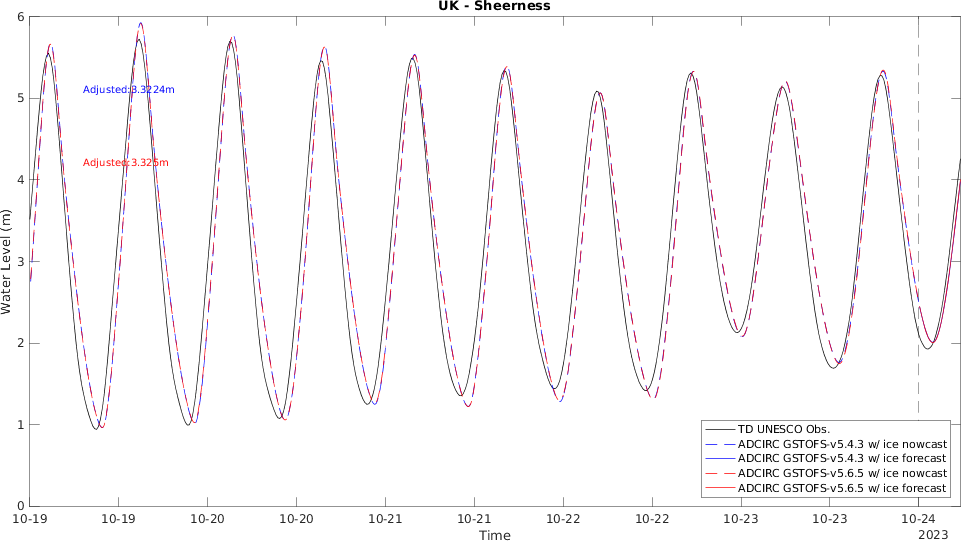 UK - Sheerness
6
5
4
3
2
1
0
Water Level (m)
Adjusted:3.3224m
Adjusted:3.325m
TD UNESCO Obs.
ADCIRC GSTOFS-v5.4.3 w/ ice nowcast
ADCIRC GSTOFS-v5.4.3 w/ ice forecast
ADCIRC GSTOFS-v5.6.5 w/ ice nowcast
ADCIRC GSTOFS-v5.6.5 w/ ice forecast
10-19 10-19 10-20 10-20 10-21 10-21 10-22 10-22 10-23 10-23 10-24
Time 2023